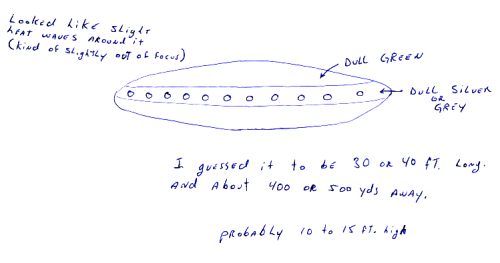 Looked Like slight
heat waves around it
(kind of slightly out of focus)
Dull Green
Dull Silver
or
Grey
I guessed it to be 30 or 40 ft. long.
And about 400 or 500 yds away.
probably 10 to 15 ft. high